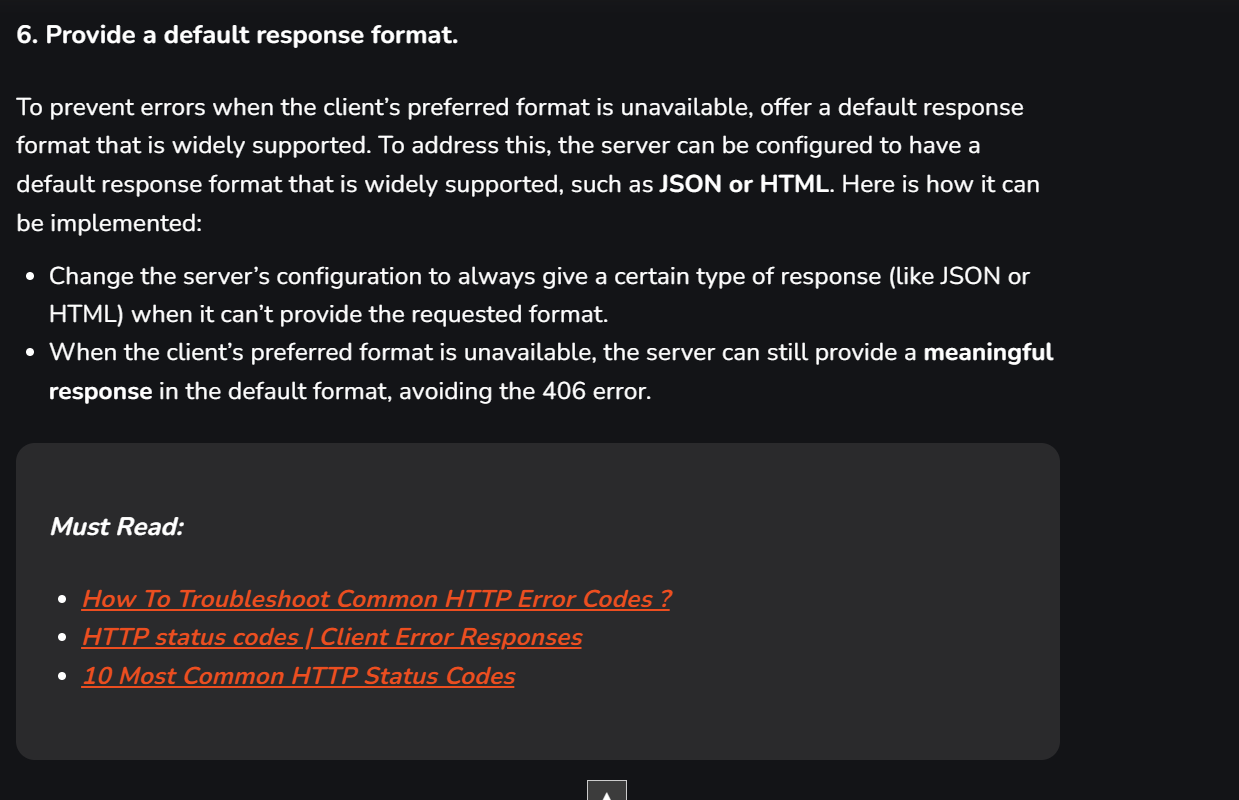 6. Provide a default response format.
To prevent errors when the client’s preferred format is unavailable, offer a default response
format that is widely supported. To address this, the server can be configured to have a
default response format that is widely supported, such as JSON or HTML. Here is how it can
be implemented:
• Change the server’s configuration to always give a certain type of response (like JSON or
HTML) when it can’t provide the requested format.
• When the client’s preferred format is unavailable, the server can still provide a meaningful
response in the default format, avoiding the 406 error.
Must Read:
• How To Troubleshoot Common HTTP Error Codes ?
• HTTP status codes | Client Error Responses
• 10 Most Common HTTP Status Codes